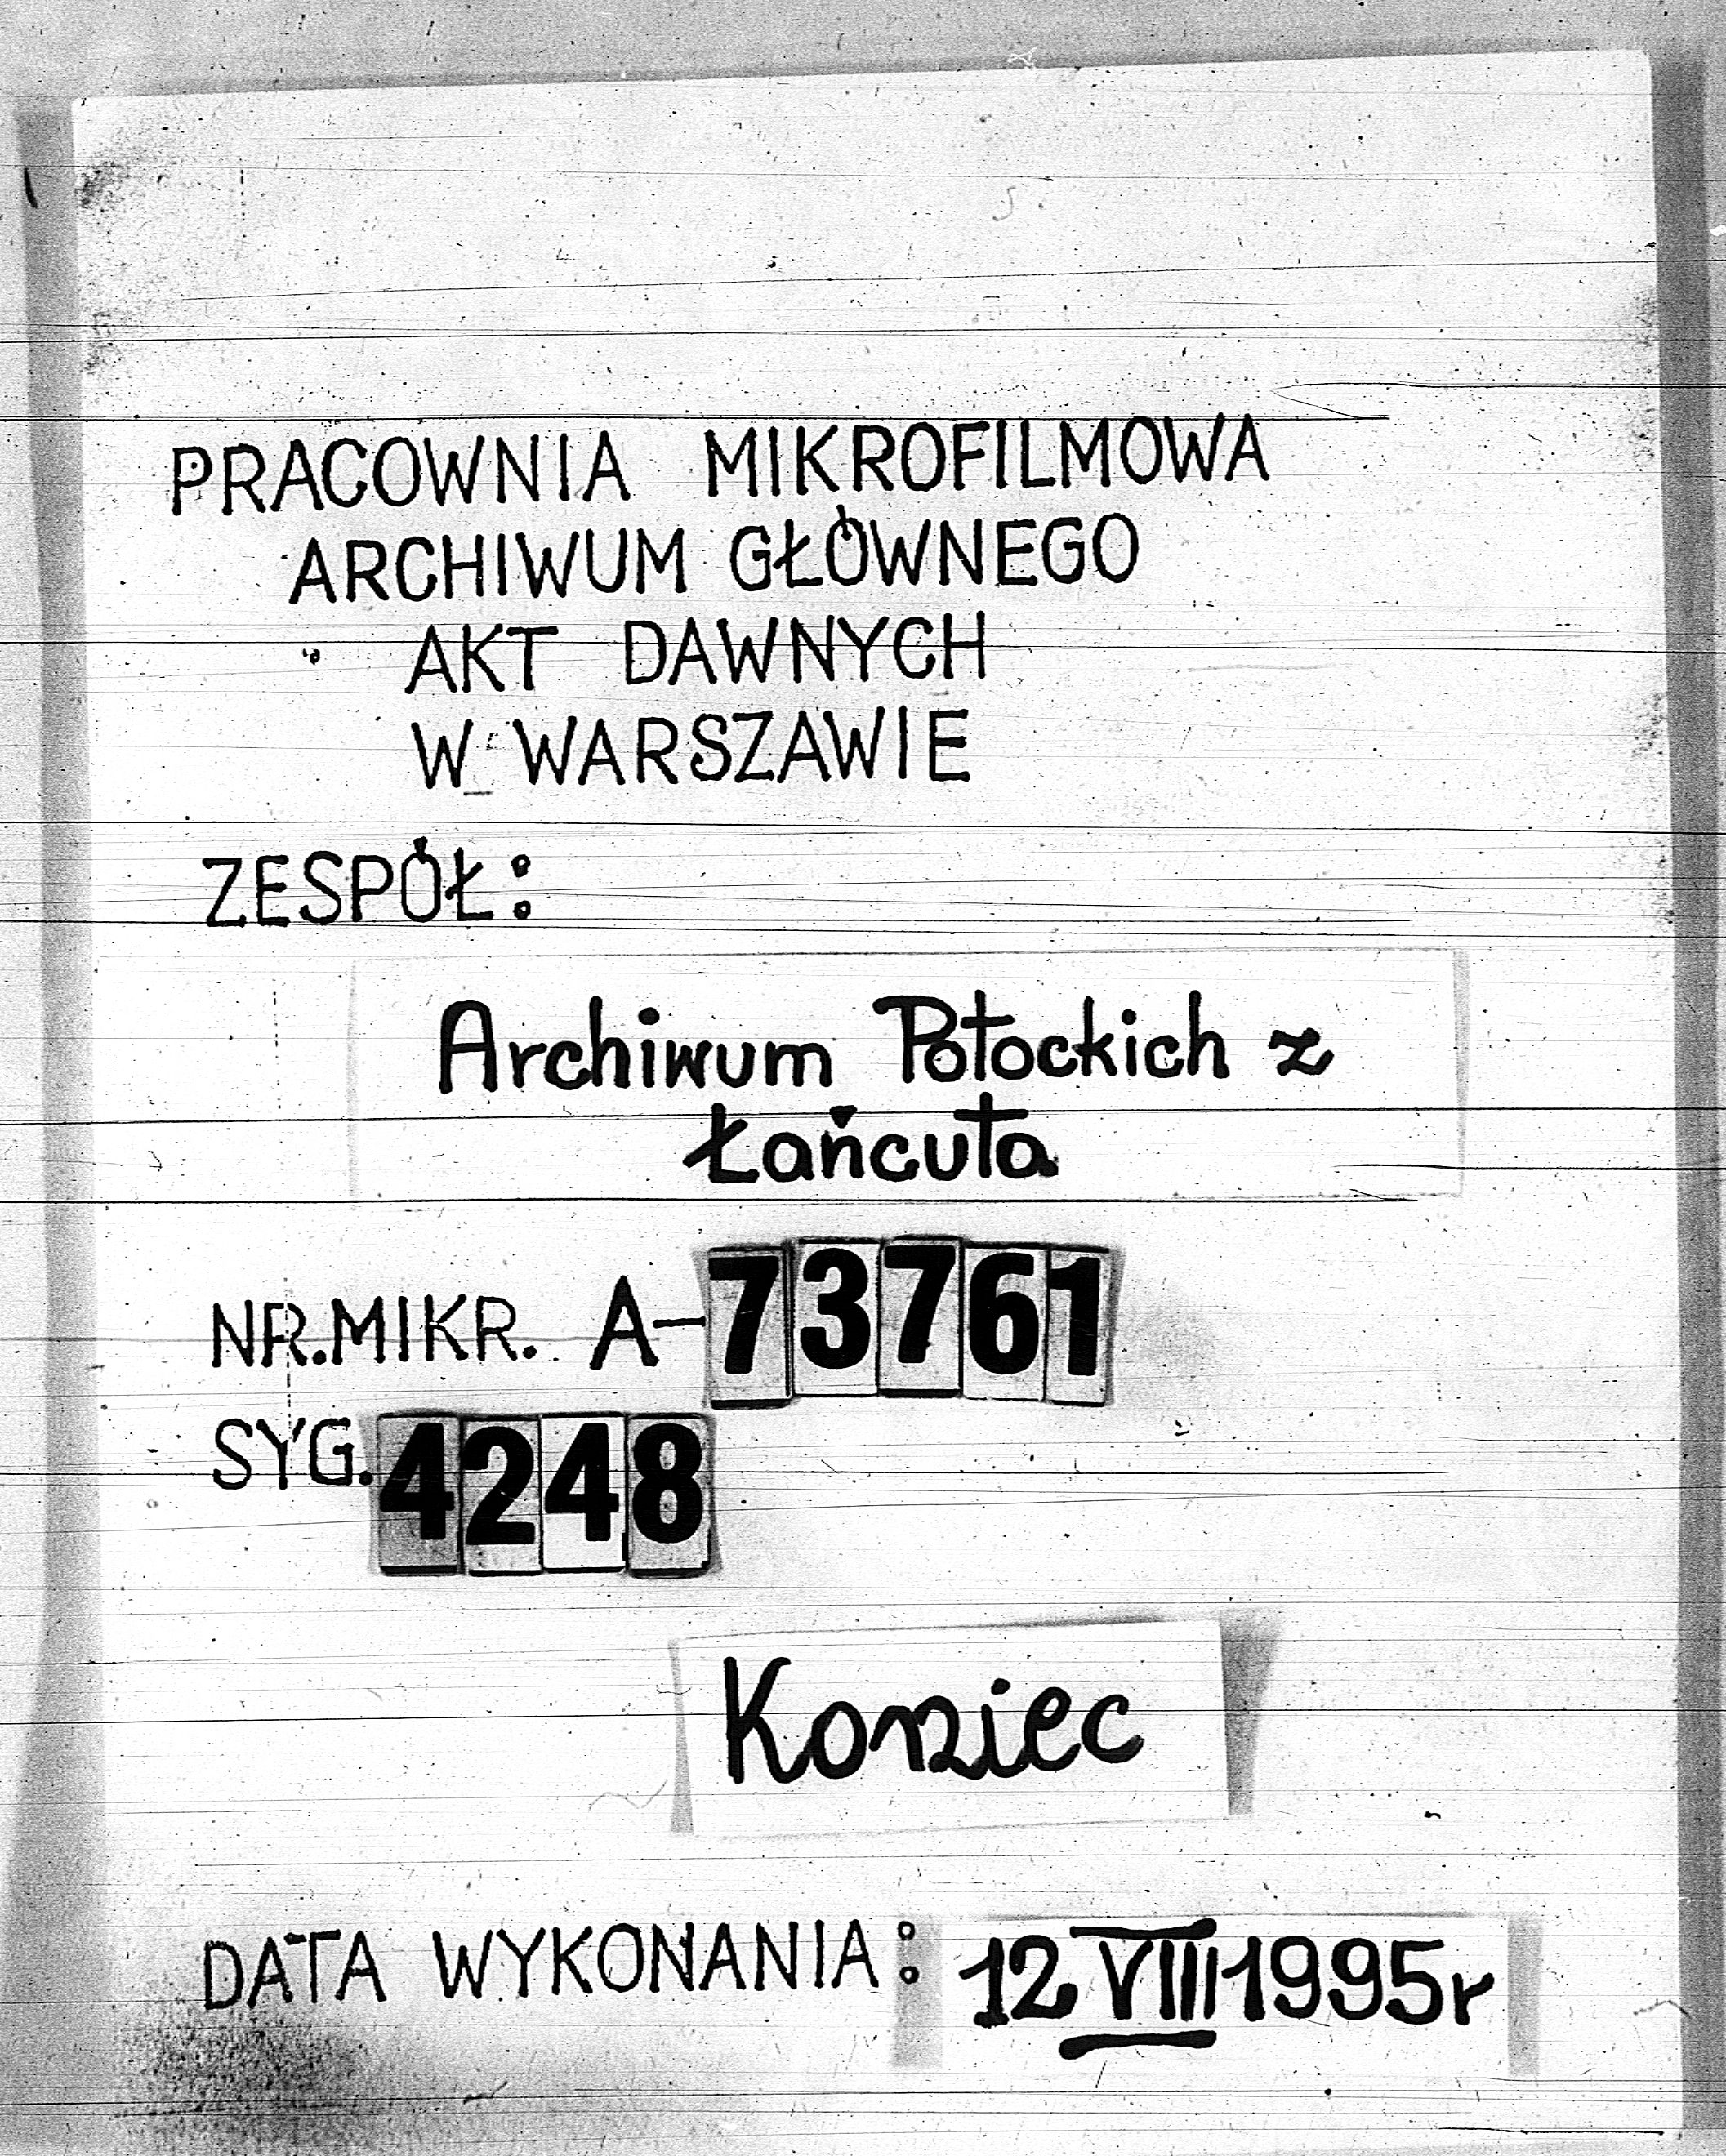 PRACOWNIA MIKROFILMOWA
ARCHIWUM GŁÓWNEGO
AKT DAWNYCH
W WARSZAWIE
ZESPÓŁ:
Archiwum Potockich z
Łańcuta
NR.MIKR. A-73761
SYG. 4248
Koniec
DATA WYKONANIA: 12 VIII 1995r